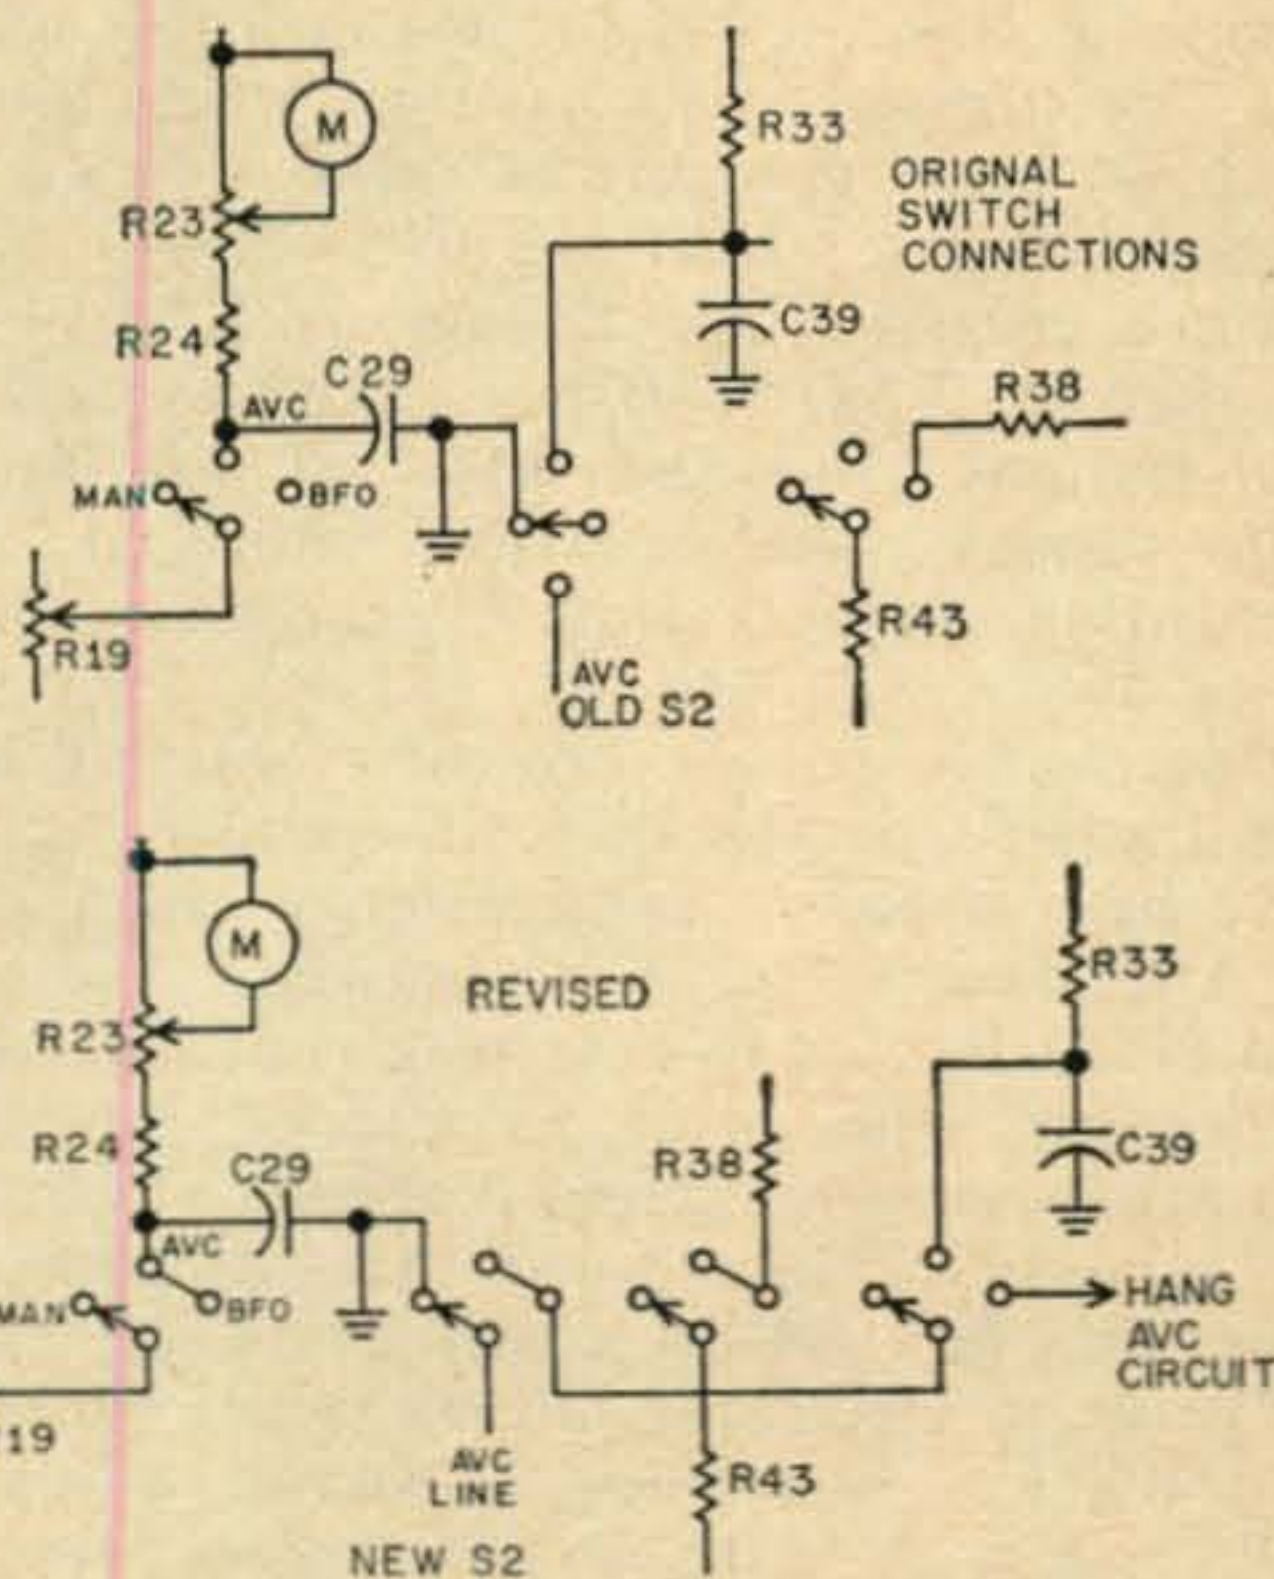 M
R33
ORIGNAL
SWITCH
CONNECTIONS
R23
R24
C39
AVC
C29
R38
MAN
BFO
R19
R43
AVC
OLD S2
M
REVISED
R33
R23
R24
C29
R38
C39
AVC
MAN
BFO
HANG
AVC
CIRCUIT
19
AVC
LINE
R43
NEW S2